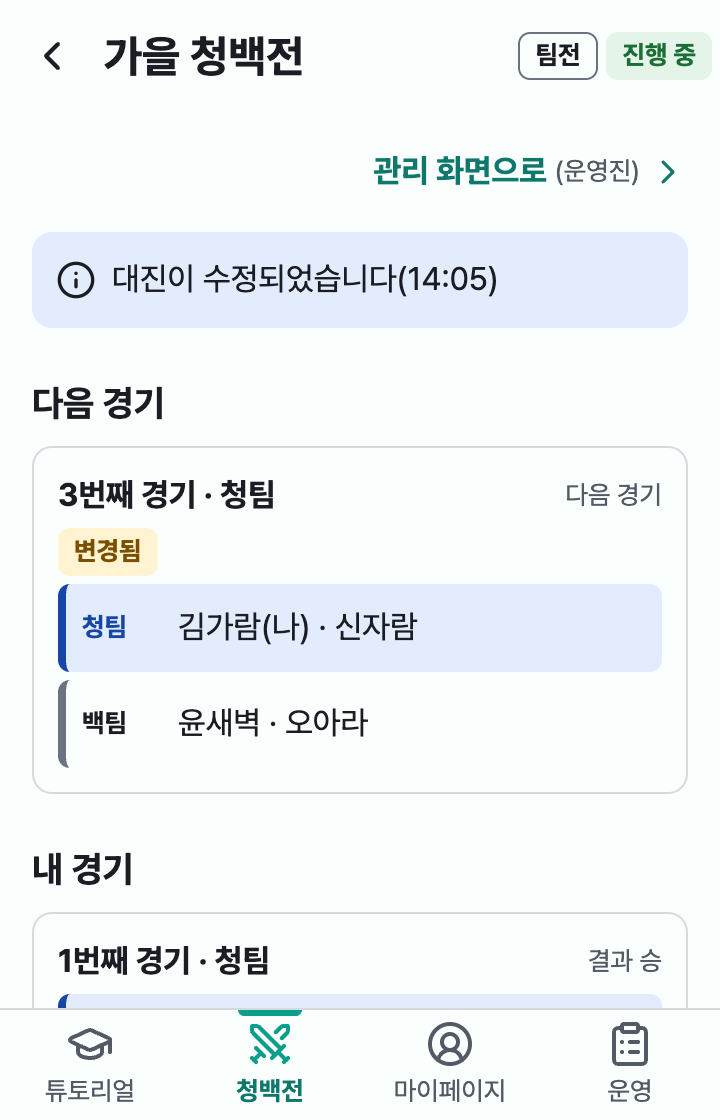 가을 청백전 팀전 진행 중
관리 화면으로 (운영진)
대진이 수정되었습니다(14:05)
다음 경기
3번째 경기 · 청팀 다음 경기
변경됨
청팀 김가람(나) · 신자람
백팀 윤새벽 · 오아라
내 경기
1번째 경기 · 청팀 결과 승
튜토리얼 청백전 마이페이지 운영